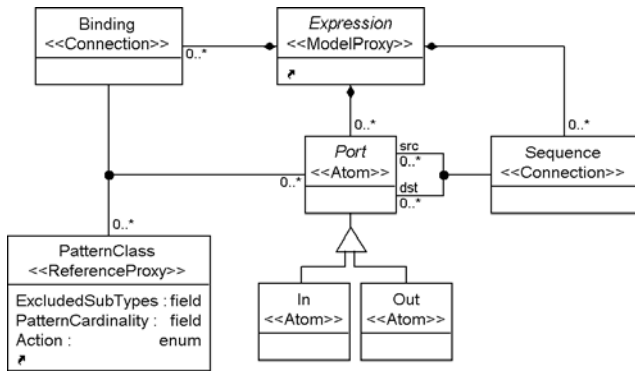 Binding
<<Connection>>
0..*
Expression
<<ModelProxy>>
0..*
0..*
Port
<<Atom>>
0..*
src
0..*
dst
0..*
Sequence
<<Connection>>
0..*
PatternClass
<<ReferenceProxy>>
ExcludedSubTypes : field
PatternCardinality : field
Action : enum
In
<<Atom>>
Out
<<Atom>>